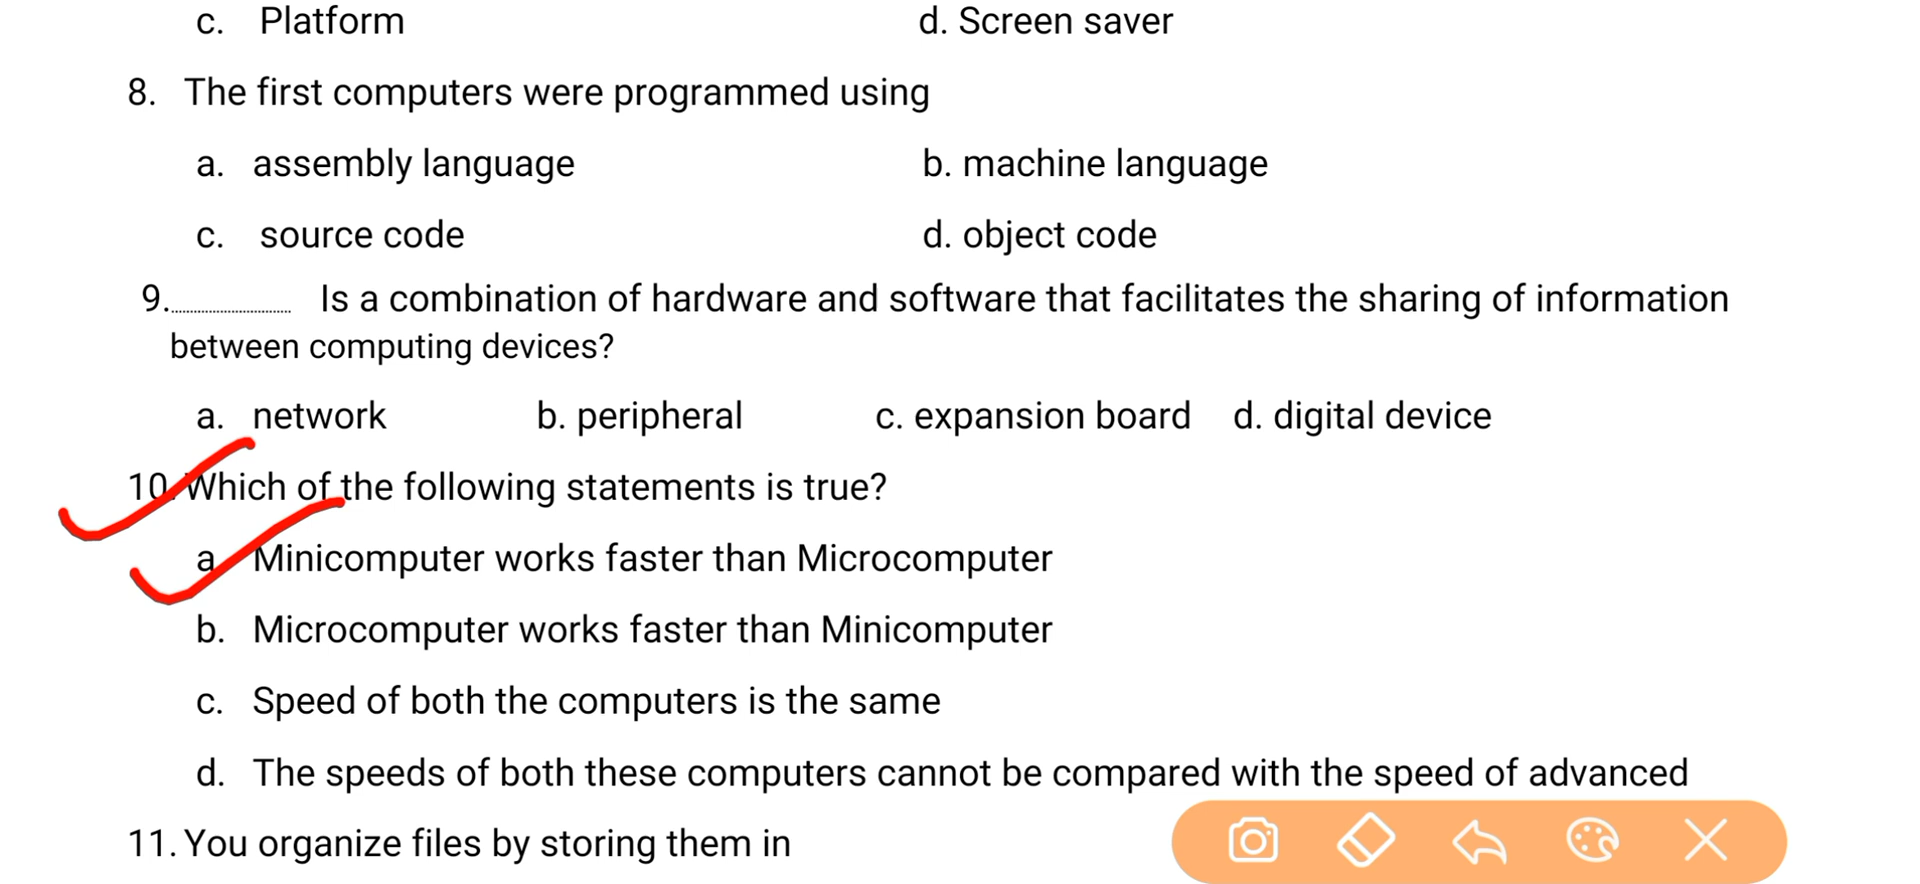 c. Platform d. Screen saver
8. The first computers were programmed using
a. assembly language b. machine language
c. source code d. object code
9............................... Is a combination of hardware and software that facilitates the sharing of information
between computing devices?
a. network b. peripheral c. expansion board d. digital device
10. Which of the following statements is true?
a. Minicomputer works faster than Microcomputer
b. Microcomputer works faster than Minicomputer
c. Speed of both the computers is the same
d. The speeds of both these computers cannot be compared with the speed of advanced
11. You organize files by storing them in